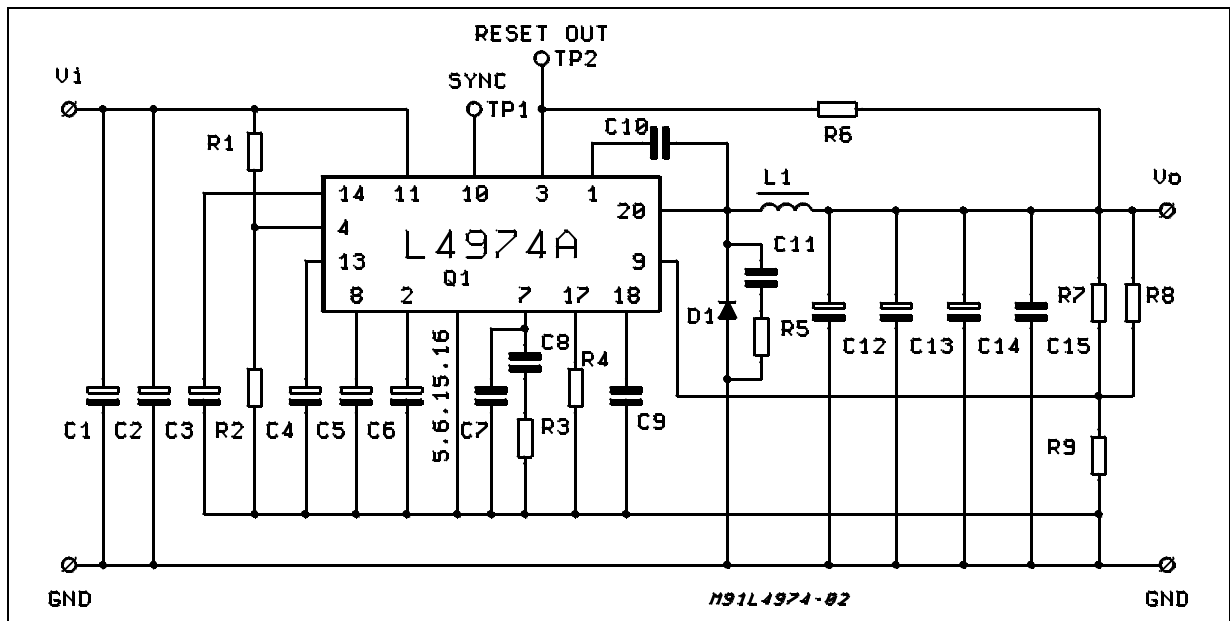 RESET OUT
TP2
Vi
SYNC
TP1
C10
R6
R1
L1
Vo
14
11
10
3
1
20
4
L4974A
C11
13
Q1
9
8
2
7
17
18
D1
R5
R7
R8
C8
R4
5.6.15.16
C12
C13
C14
C15
C1
C2
C3
R2
C4
C5
C6
C7
R3
C9
R9
GND
M91L4974-02
GND